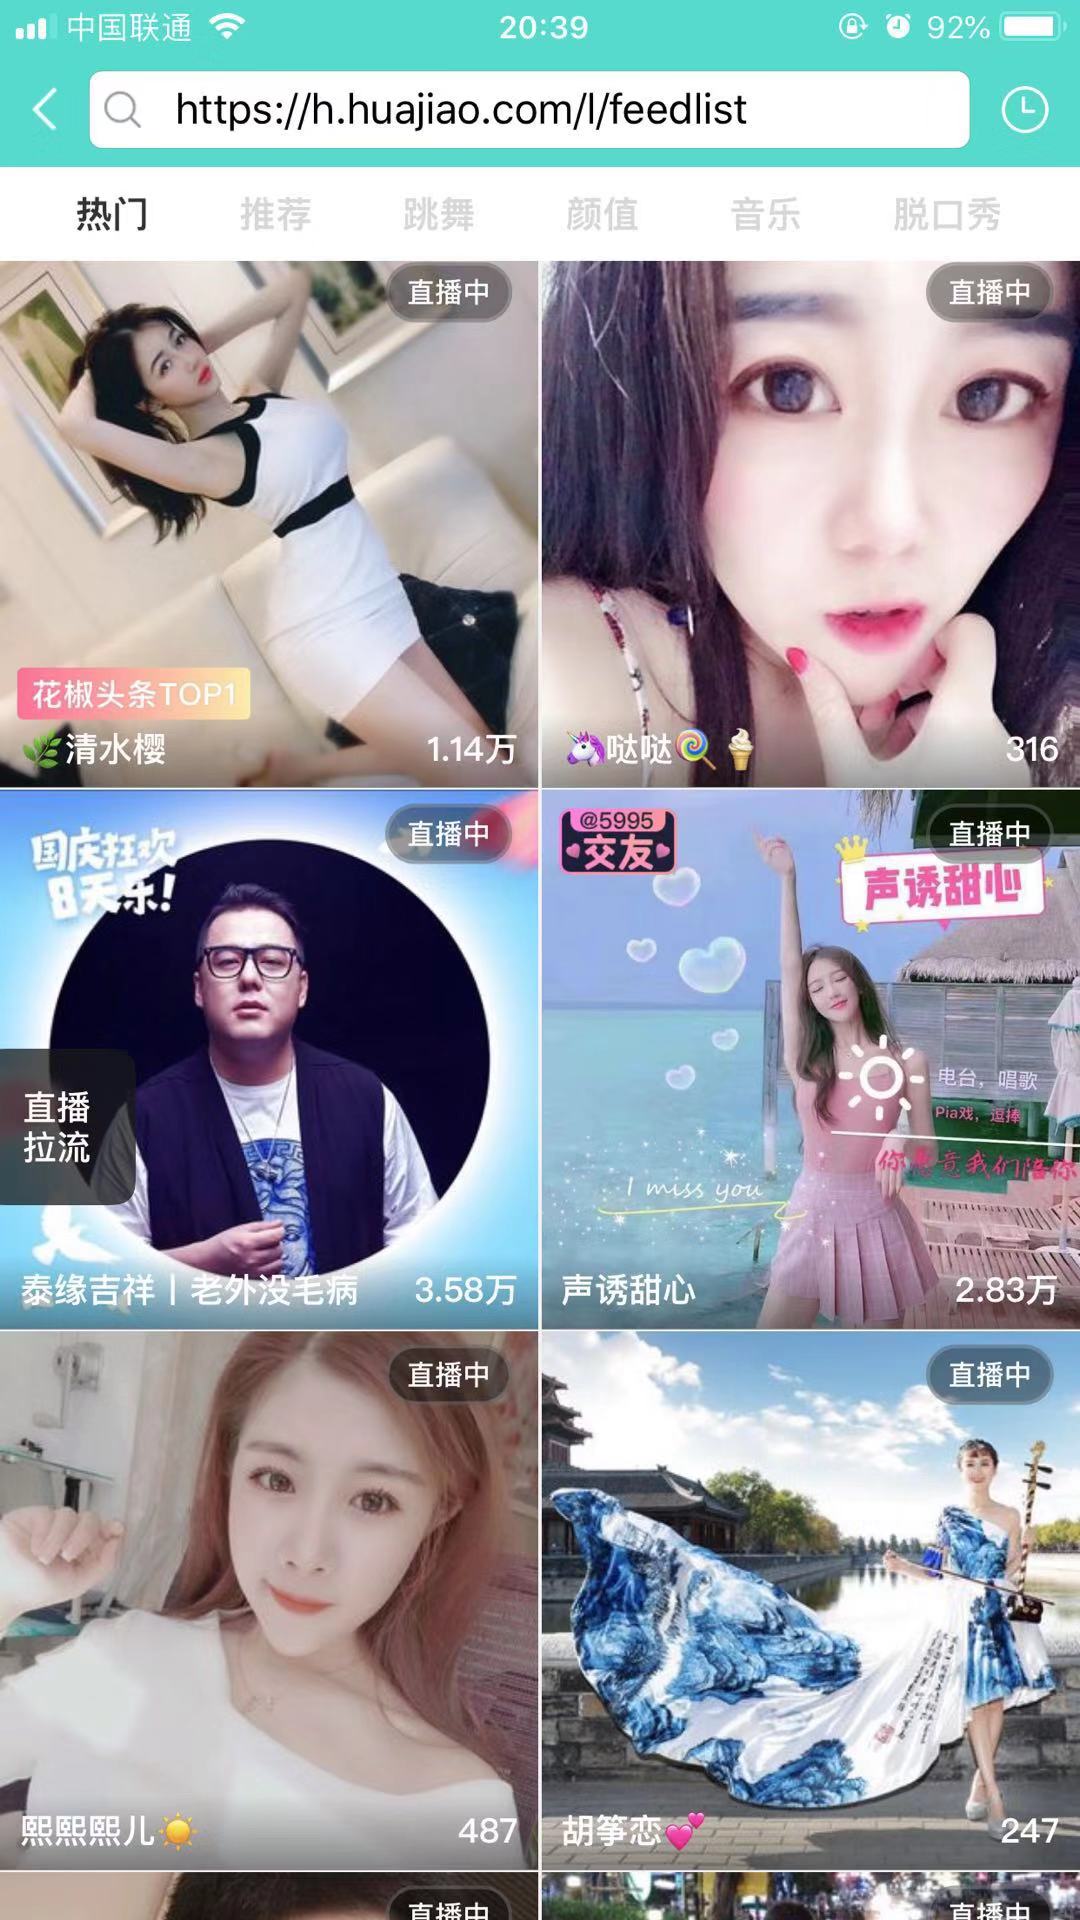 中国联通
20:39
92%
https://h.huajiao.com/l/feedlist
热门 推荐 跳舞 颜值 音乐 脱口秀
直播中
花椒头条TOP1
🌿清水樱 1.14万
直播中
🦄哒哒🍭🍦 316
国庆狂欢
8天乐!
直播中
直播
拉流
泰缘吉祥丨老外没毛病 3.58万
@5995
交友
直播中
声诱甜心
电台，唱歌
Pia戏，逗捧
你愿意我们陪你
I miss you
声诱甜心 2.83万
直播中
熙熙熙儿☀️ 487
直播中
胡筝恋💕 247
直播中
直播中